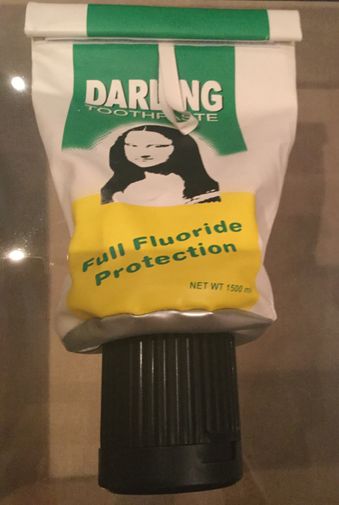 DARLING
TOOTHPASTE
Full Fluoride
Protection
NET WT 1500 ml